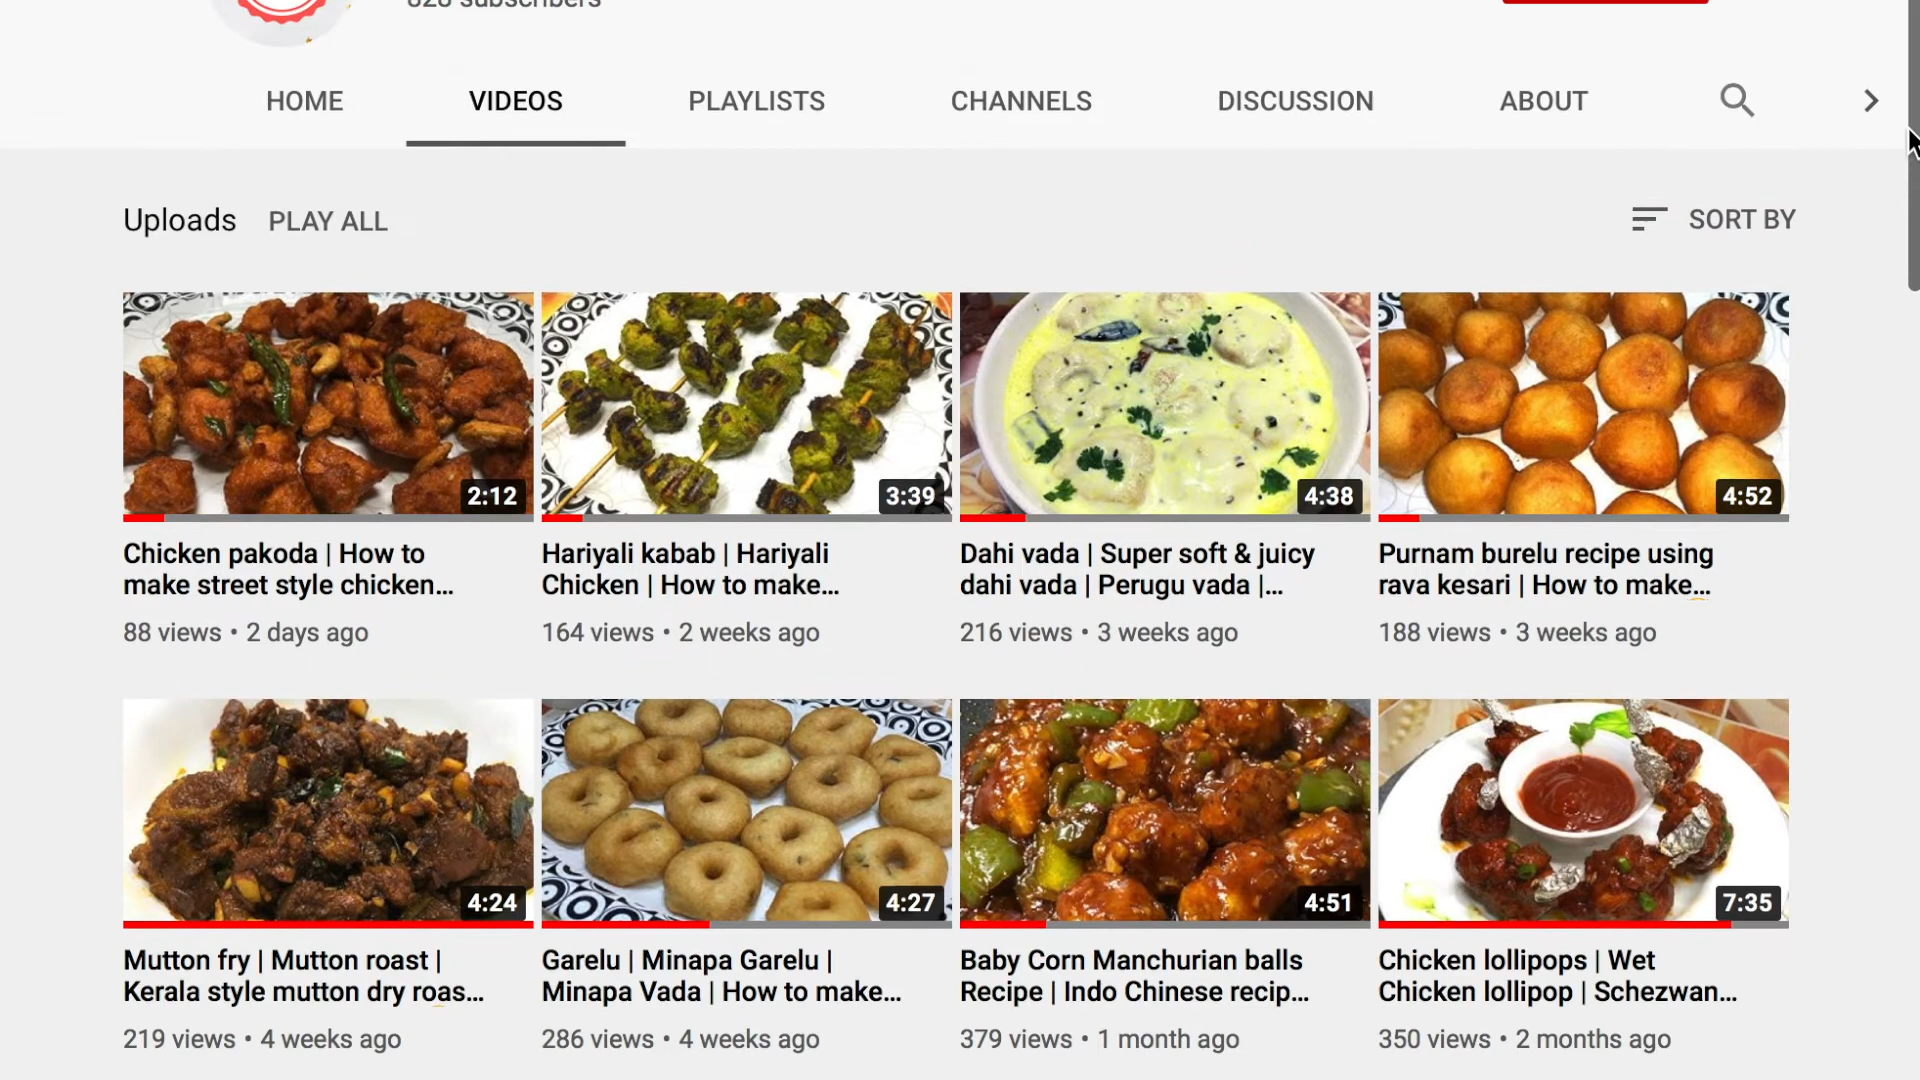 828 subscribers
HOME VIDEOS PLAYLISTS CHANNELS DISCUSSION ABOUT
Uploads PLAY ALL SORT BY
2:12 3:39 4:38 4:52
Chicken pakoda | How to
make street style chicken...
88 views • 2 days ago
Hariyali kabab | Hariyali
Chicken | How to make...
164 views • 2 weeks ago
Dahi vada | Super soft & juicy
dahi vada | Perugu vada |...
216 views • 3 weeks ago
Purnam burelu recipe using
rava kesari | How to make...
188 views • 3 weeks ago
4:24 4:27 4:51 7:35
Mutton fry | Mutton roast |
Kerala style mutton dry roas...
219 views • 4 weeks ago
Garelu | Minapa Garelu |
Minapa Vada | How to make...
286 views • 4 weeks ago
Baby Corn Manchurian balls
Recipe | Indo Chinese recip...
379 views • 1 month ago
Chicken lollipops | Wet
Chicken lollipop | Schezwan...
350 views • 2 months ago